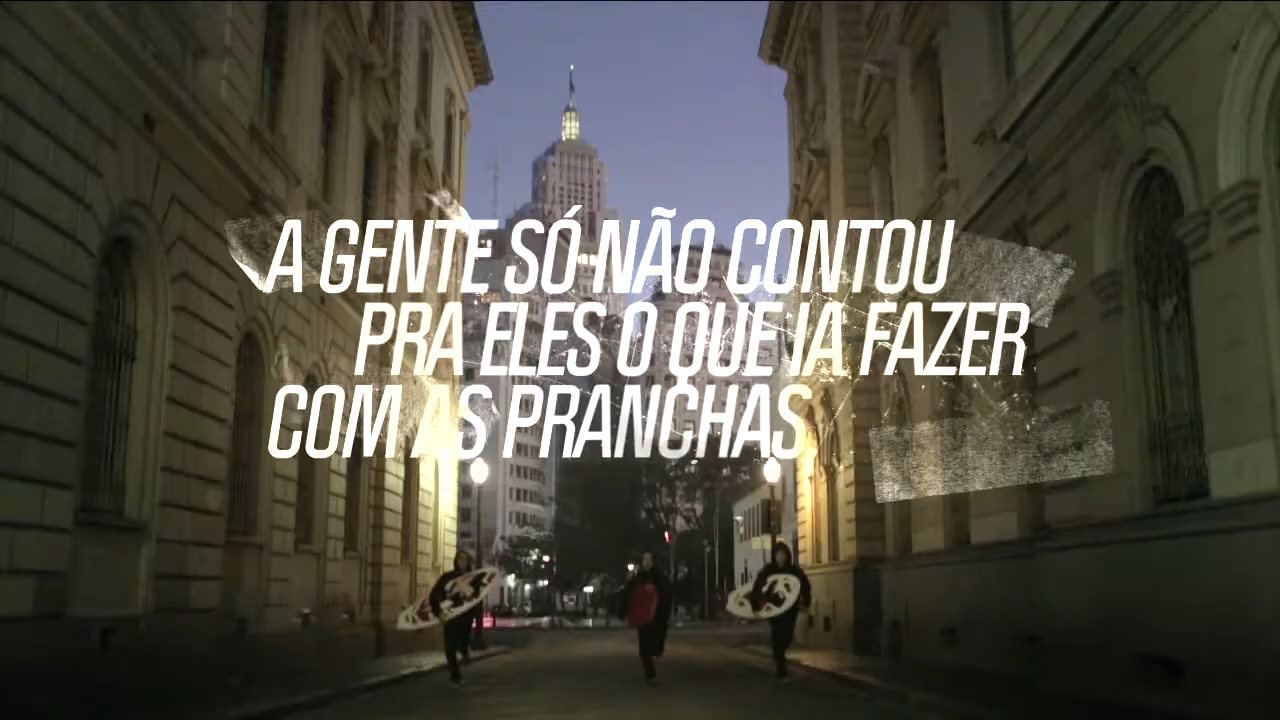 A GENTE SÓ NÃO CONTOU
PRA ELES O QUE IA FAZER
COM AS PRANCHAS